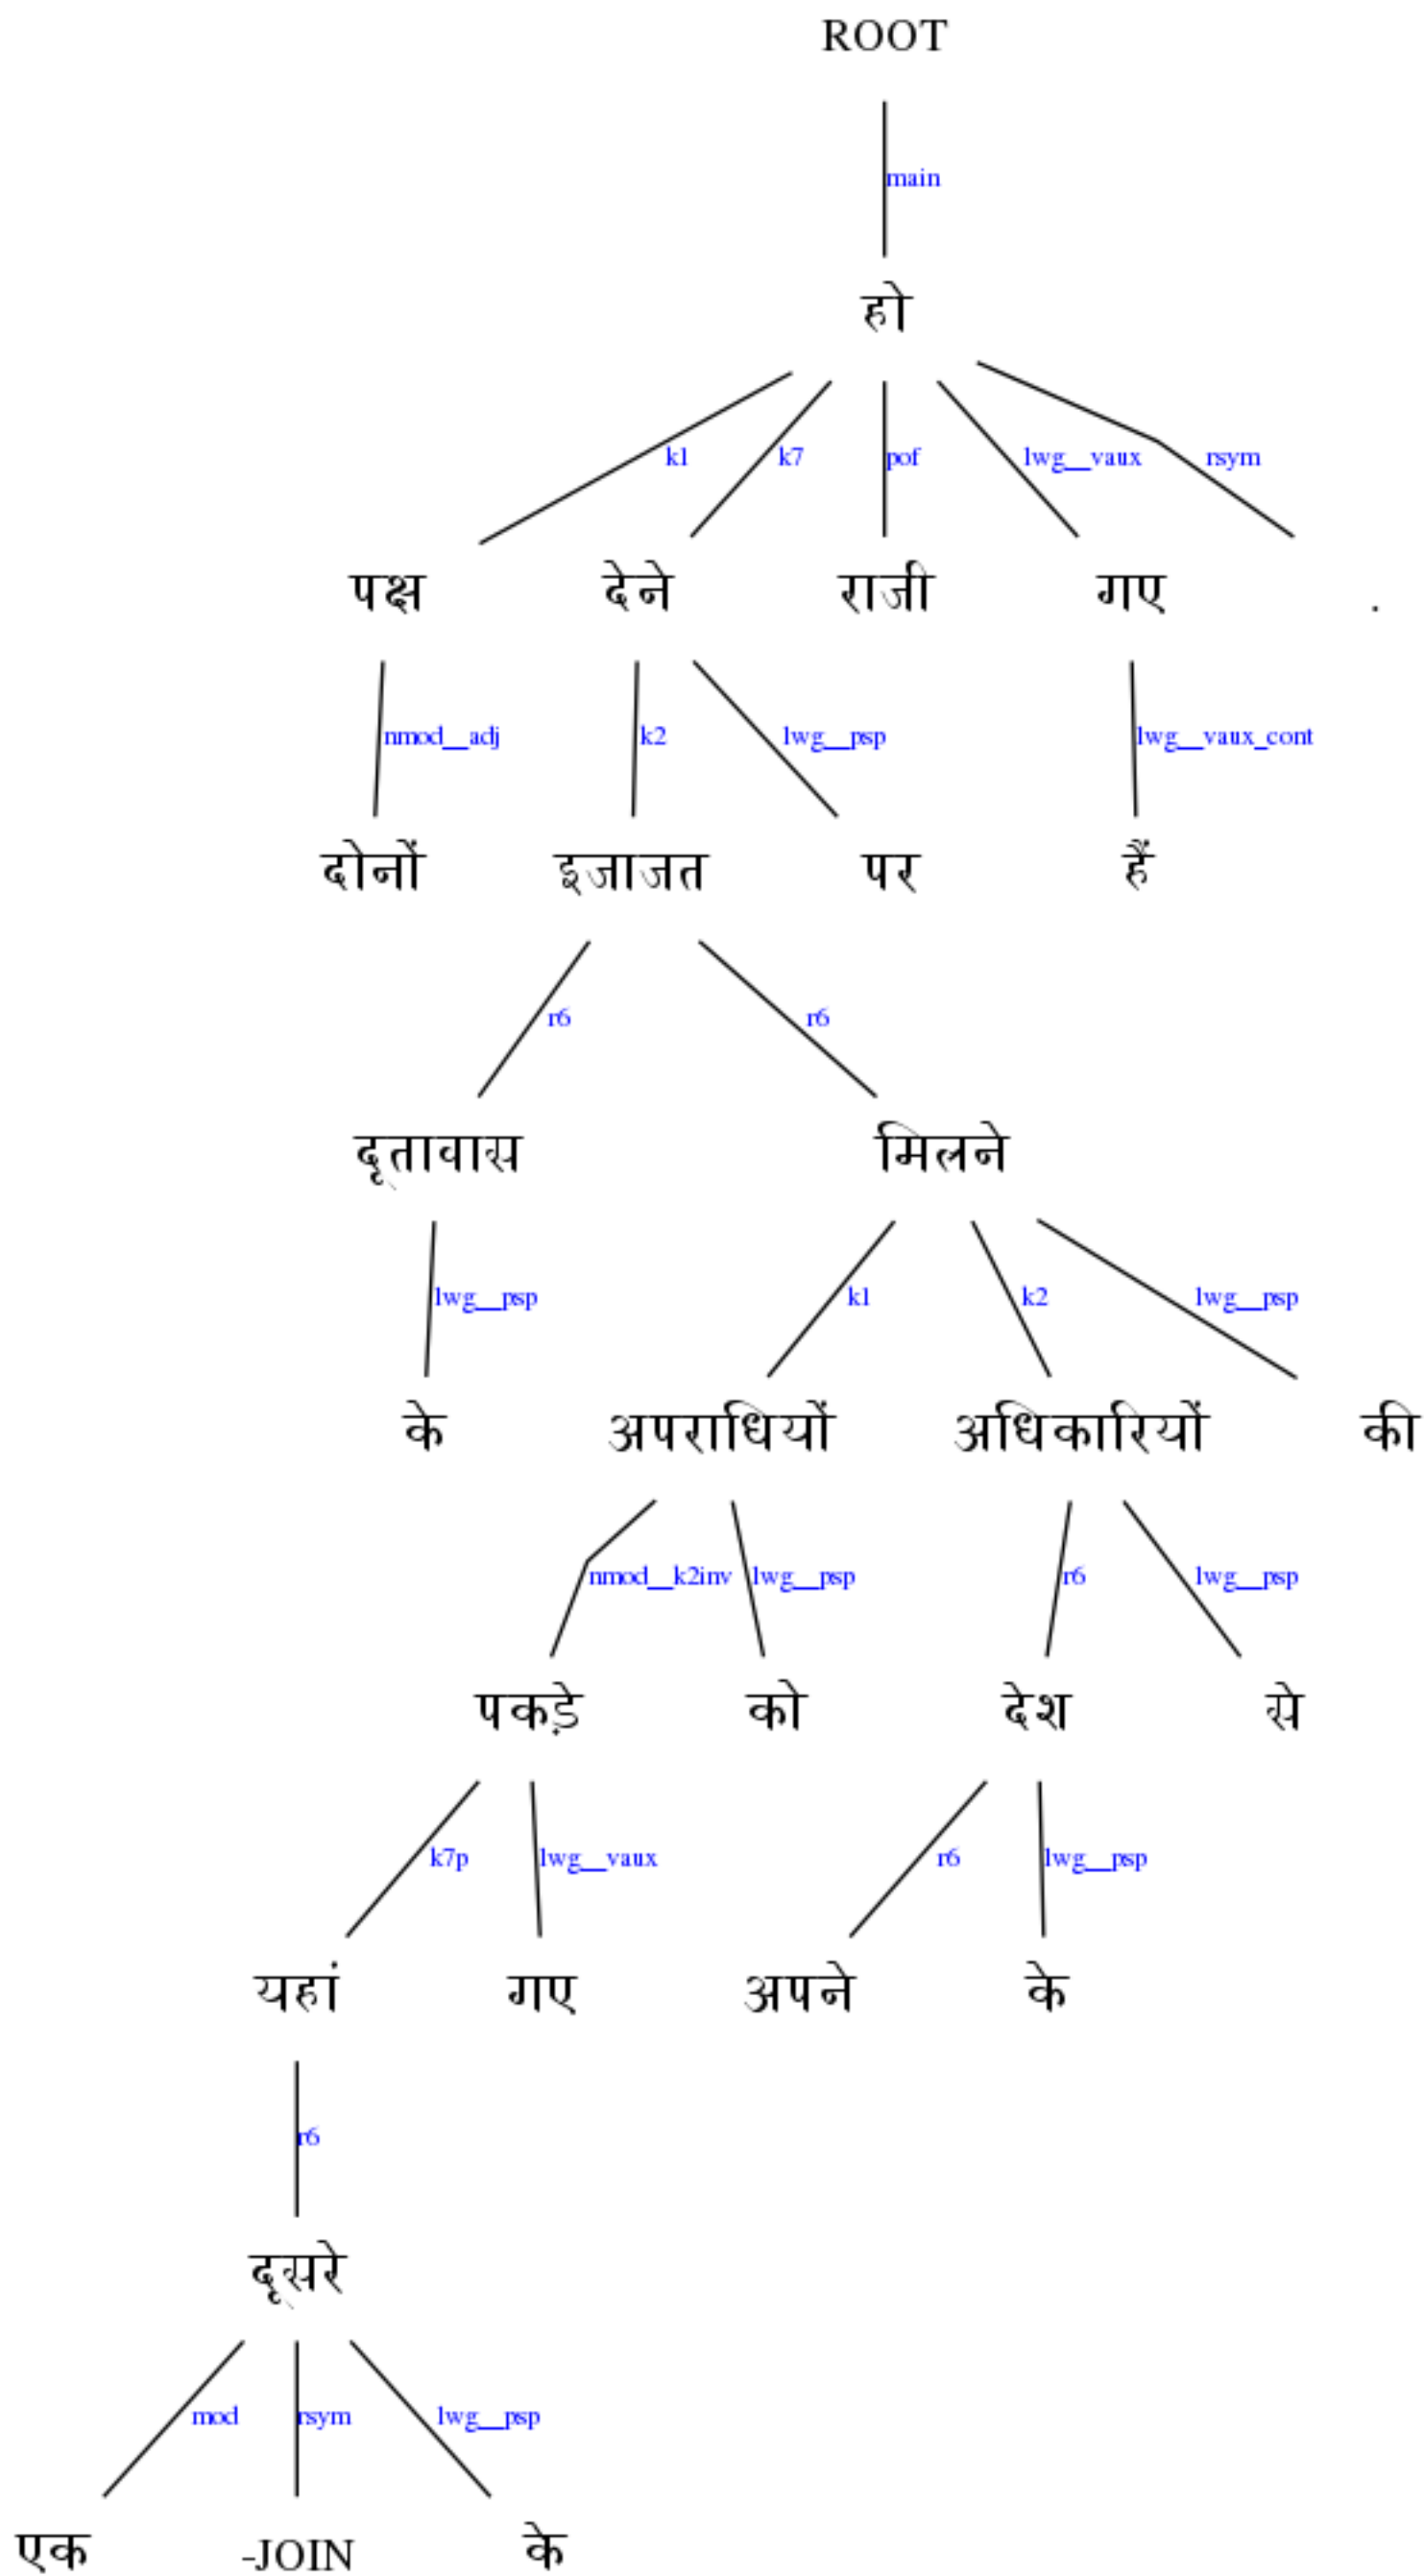 ROOT
main
हो
k1 k7 pof lwg__vaux rsym
पक्ष देने राजी गए .
nmod__adj k2 lwg__psp lwg__vaux_cont
दोनों इजाजत पर हैं
r6 r6
दूतावास मिलने
lwg__psp k1 k2 lwg__psp
के अपराधियों अधिकारियों की
nmod__k2inv lwg__psp r6 lwg__psp
पकड़े को देश से
k7p lwg__vaux r6 lwg__psp
यहां गए अपने के
r6
दूसरे
mod rsym lwg__psp
एक -JOIN के